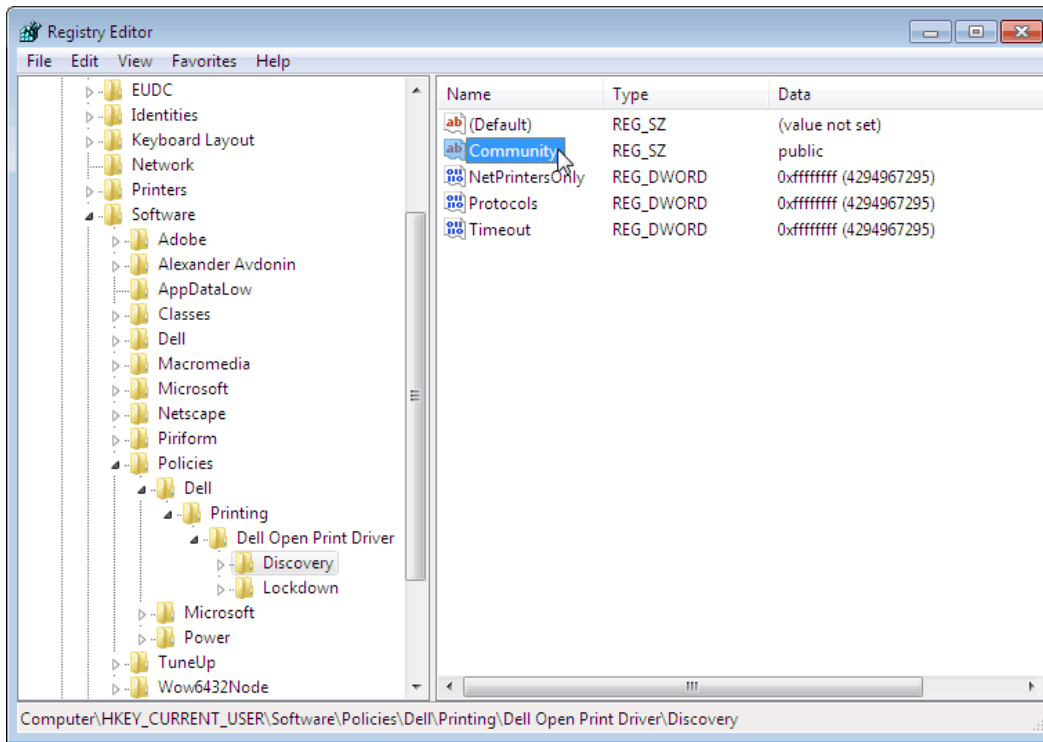 Registry Editor
File Edit View Favorites Help
EUDC
Identities
Keyboard Layout
Network
Printers
Software
Adobe
Alexander Avdonin
AppDataLow
Classes
Dell
Macromedia
Microsoft
Netscape
Piriform
Policies
Dell
Printing
Dell Open Print Driver
Discovery
Lockdown
Microsoft
Power
TuneUp
Wow6432Node
Name Type Data
(Default) REG_SZ (value not set)
Community REG_SZ public
NetPrintersOnly REG_DWORD 0xffffffff (4294967295)
Protocols REG_DWORD 0xffffffff (4294967295)
Timeout REG_DWORD 0xffffffff (4294967295)
Computer\HKEY_CURRENT_USER\Software\Policies\Dell\Printing\Dell Open Print Driver\Discovery